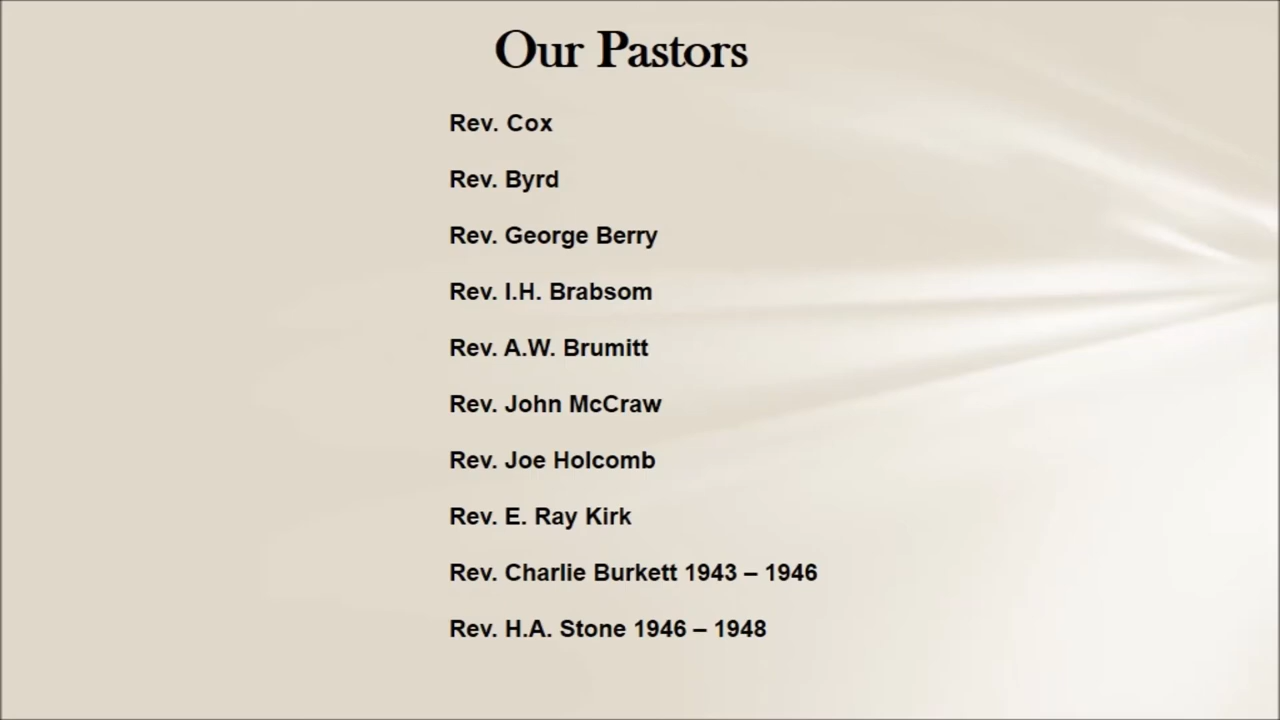 Our Pastors
Rev. Cox
Rev. Byrd
Rev. George Berry
Rev. I.H. Brabsom
Rev. A.W. Brumitt
Rev. John McCraw
Rev. Joe Holcomb
Rev. E. Ray Kirk
Rev. Charlie Burkett 1943 – 1946
Rev. H.A. Stone 1946 – 1948